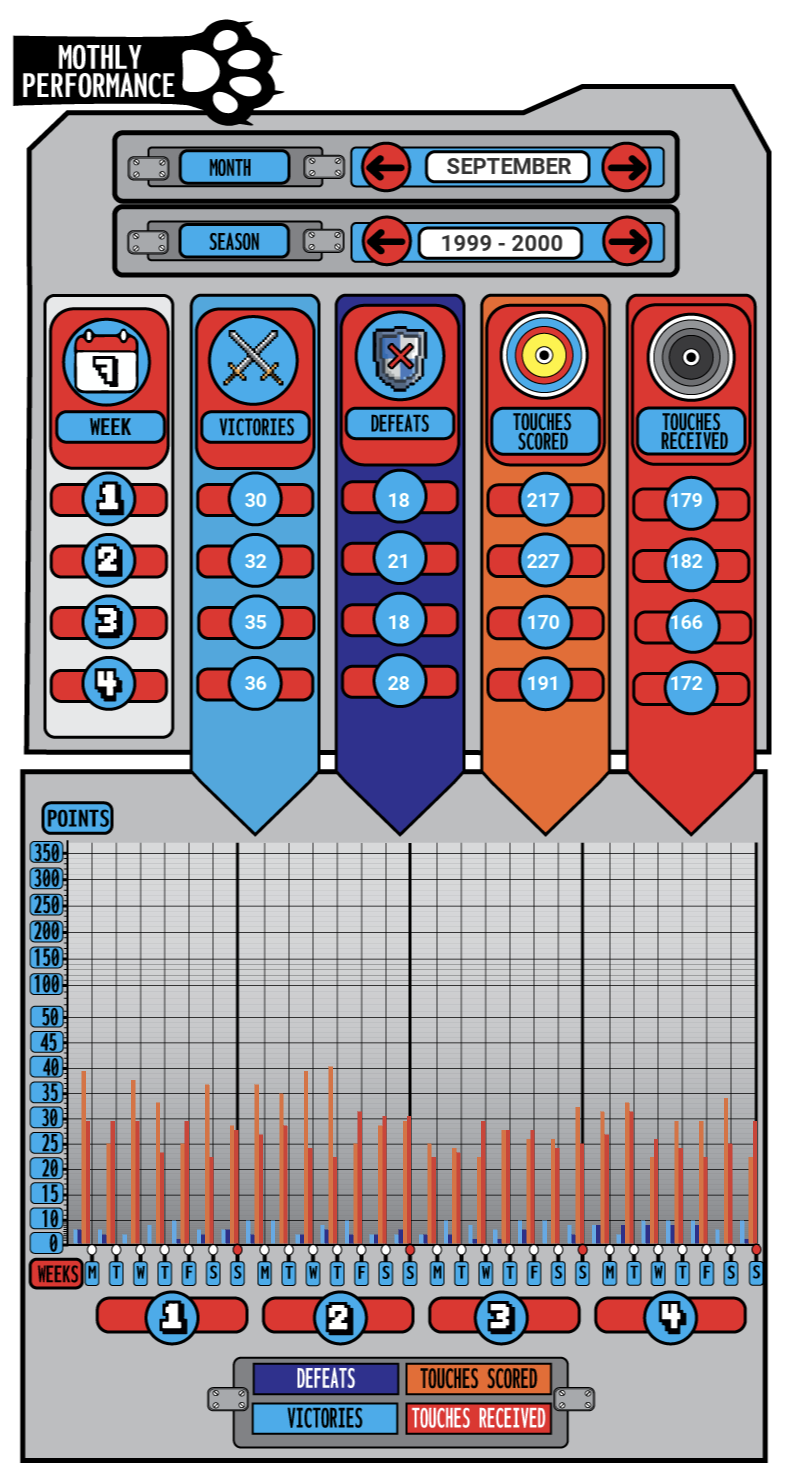 MOTHLY
PERFORMANCE
MONTH
SEPTEMBER
SEASON
1999 - 2000
7
WEEK
VICTORIES
DEFEATS
TOUCHES
SCORED
TOUCHES
RECEIVED
1 30 18 217 179
2 32 21 227 182
3 35 18 170 166
4 36 28 191 172
POINTS
350
300
250
200
150
100
50
45
40
35
30
25
20
15
10
0
WEEKS M T W T F S S M T W T F S S M T W T F S S M T W T F S S
1 2 3 4
DEFEATS TOUCHES SCORED
VICTORIES TOUCHES RECEIVED